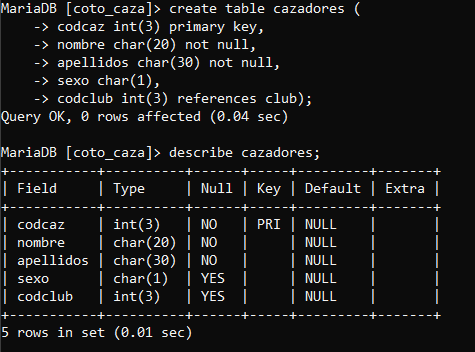 MariaDB [coto_caza]> create table cazadores (
    -> codcaz int(3) primary key,
    -> nombre char(20) not null,
    -> apellidos char(30) not null,
    -> sexo char(1),
    -> codclub int(3) references club);
Query OK, 0 rows affected (0.04 sec)

MariaDB [coto_caza]> describe cazadores;
+-----------+----------+------+-----+---------+-------+
| Field     | Type     | Null | Key | Default | Extra |
+-----------+----------+------+-----+---------+-------+
| codcaz    | int(3)   | NO   | PRI | NULL    |       |
| nombre    | char(20) | NO   |     | NULL    |       |
| apellidos | char(30) | NO   |     | NULL    |       |
| sexo      | char(1)  | YES  |     | NULL    |       |
| codclub   | int(3)   | YES  |     | NULL    |       |
+-----------+----------+------+-----+---------+-------+
5 rows in set (0.01 sec)